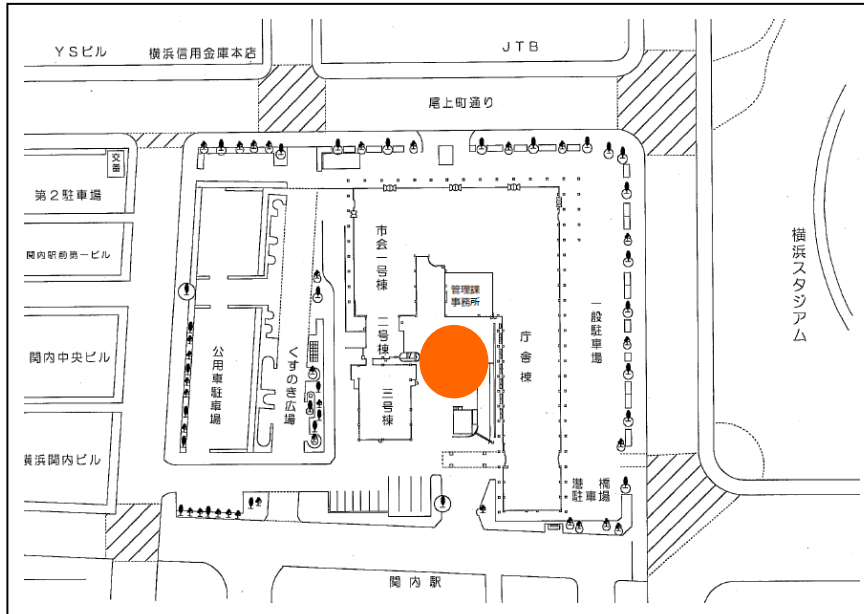 YSビル
横浜信用金庫本店
JTB
尾上町通り
交番
第2駐車場
関内駅前第一ビル
関内中央ビル
横浜関内ビル
公用車駐車場
くすのき広場
市会一号棟
二号棟
三号棟
管理課
事務所
庁舎棟
一般駐車場
港橋
駐車場
横浜スタジアム
関内駅